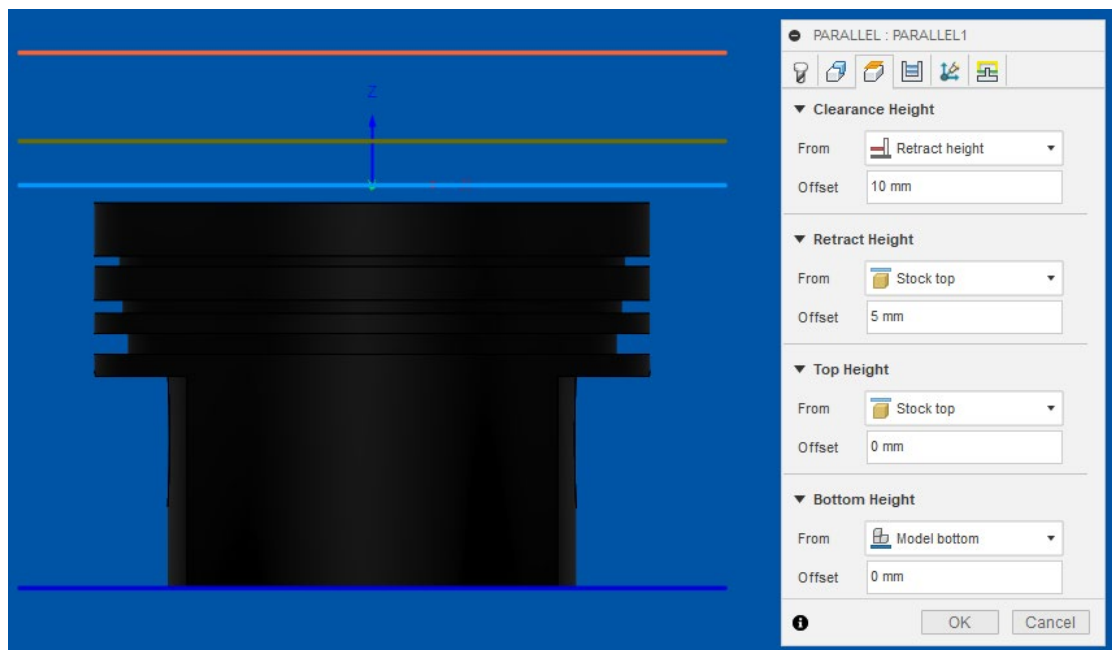 PARALLEL : PARALLEL1
Z
Clearance Height
From Retract height
Offset 10 mm
Retract Height
From Stock top
Offset 5 mm
Top Height
From Stock top
Offset 0 mm
Bottom Height
From Model bottom
Offset 0 mm
OK Cancel